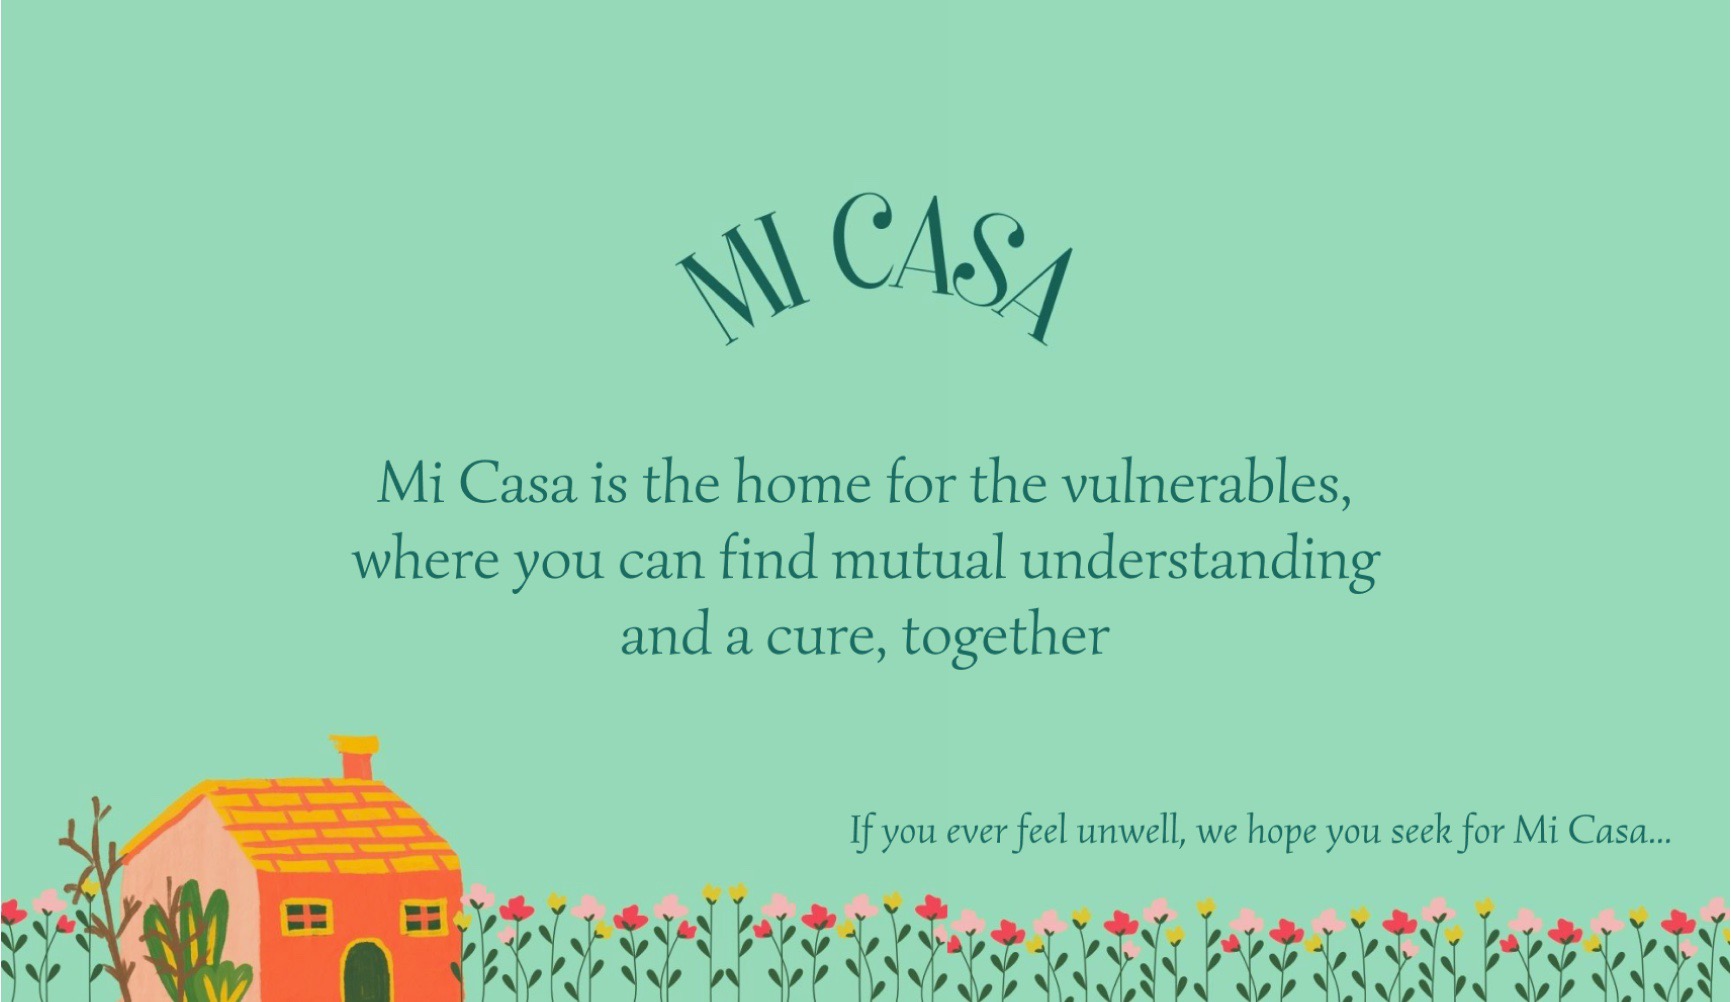 MI CASA
Mi Casa is the home for the vulnerables,
where you can find mutual understanding
and a cure, together
If you ever feel unwell, we hope you seek for Mi Casa...